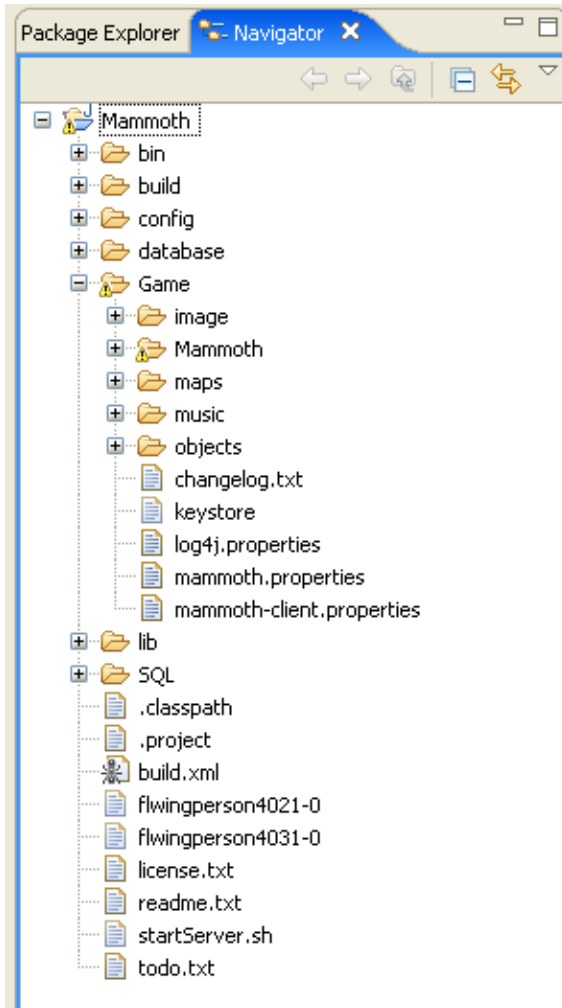 Package Explorer Navigator
Mammoth
bin
build
config
database
Game
image
Mammoth
maps
music
objects
changelog.txt
keystore
log4j.properties
mammoth.properties
mammoth-client.properties
lib
SQL
.classpath
.project
build.xml
flwingperson4021-0
flwingperson4031-0
license.txt
readme.txt
startServer.sh
todo.txt